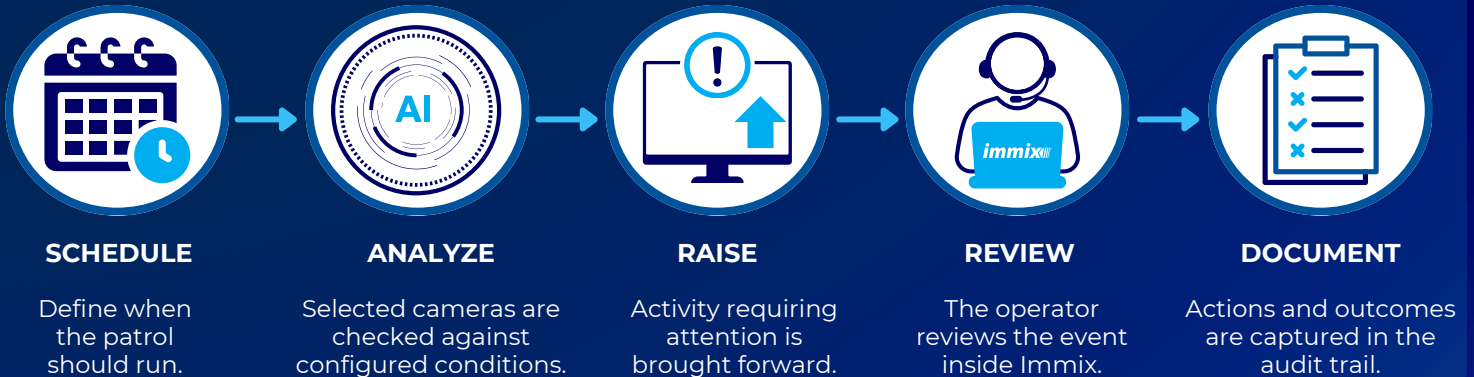 AI
!
immix
SCHEDULE
Define when
the patrol
should run.
ANALYZE
Selected cameras are
checked against
configured conditions.
RAISE
Activity requiring
attention is
brought forward.
REVIEW
The operator
reviews the event
inside Immix.
DOCUMENT
Actions and outcomes
are captured in the
audit trail.